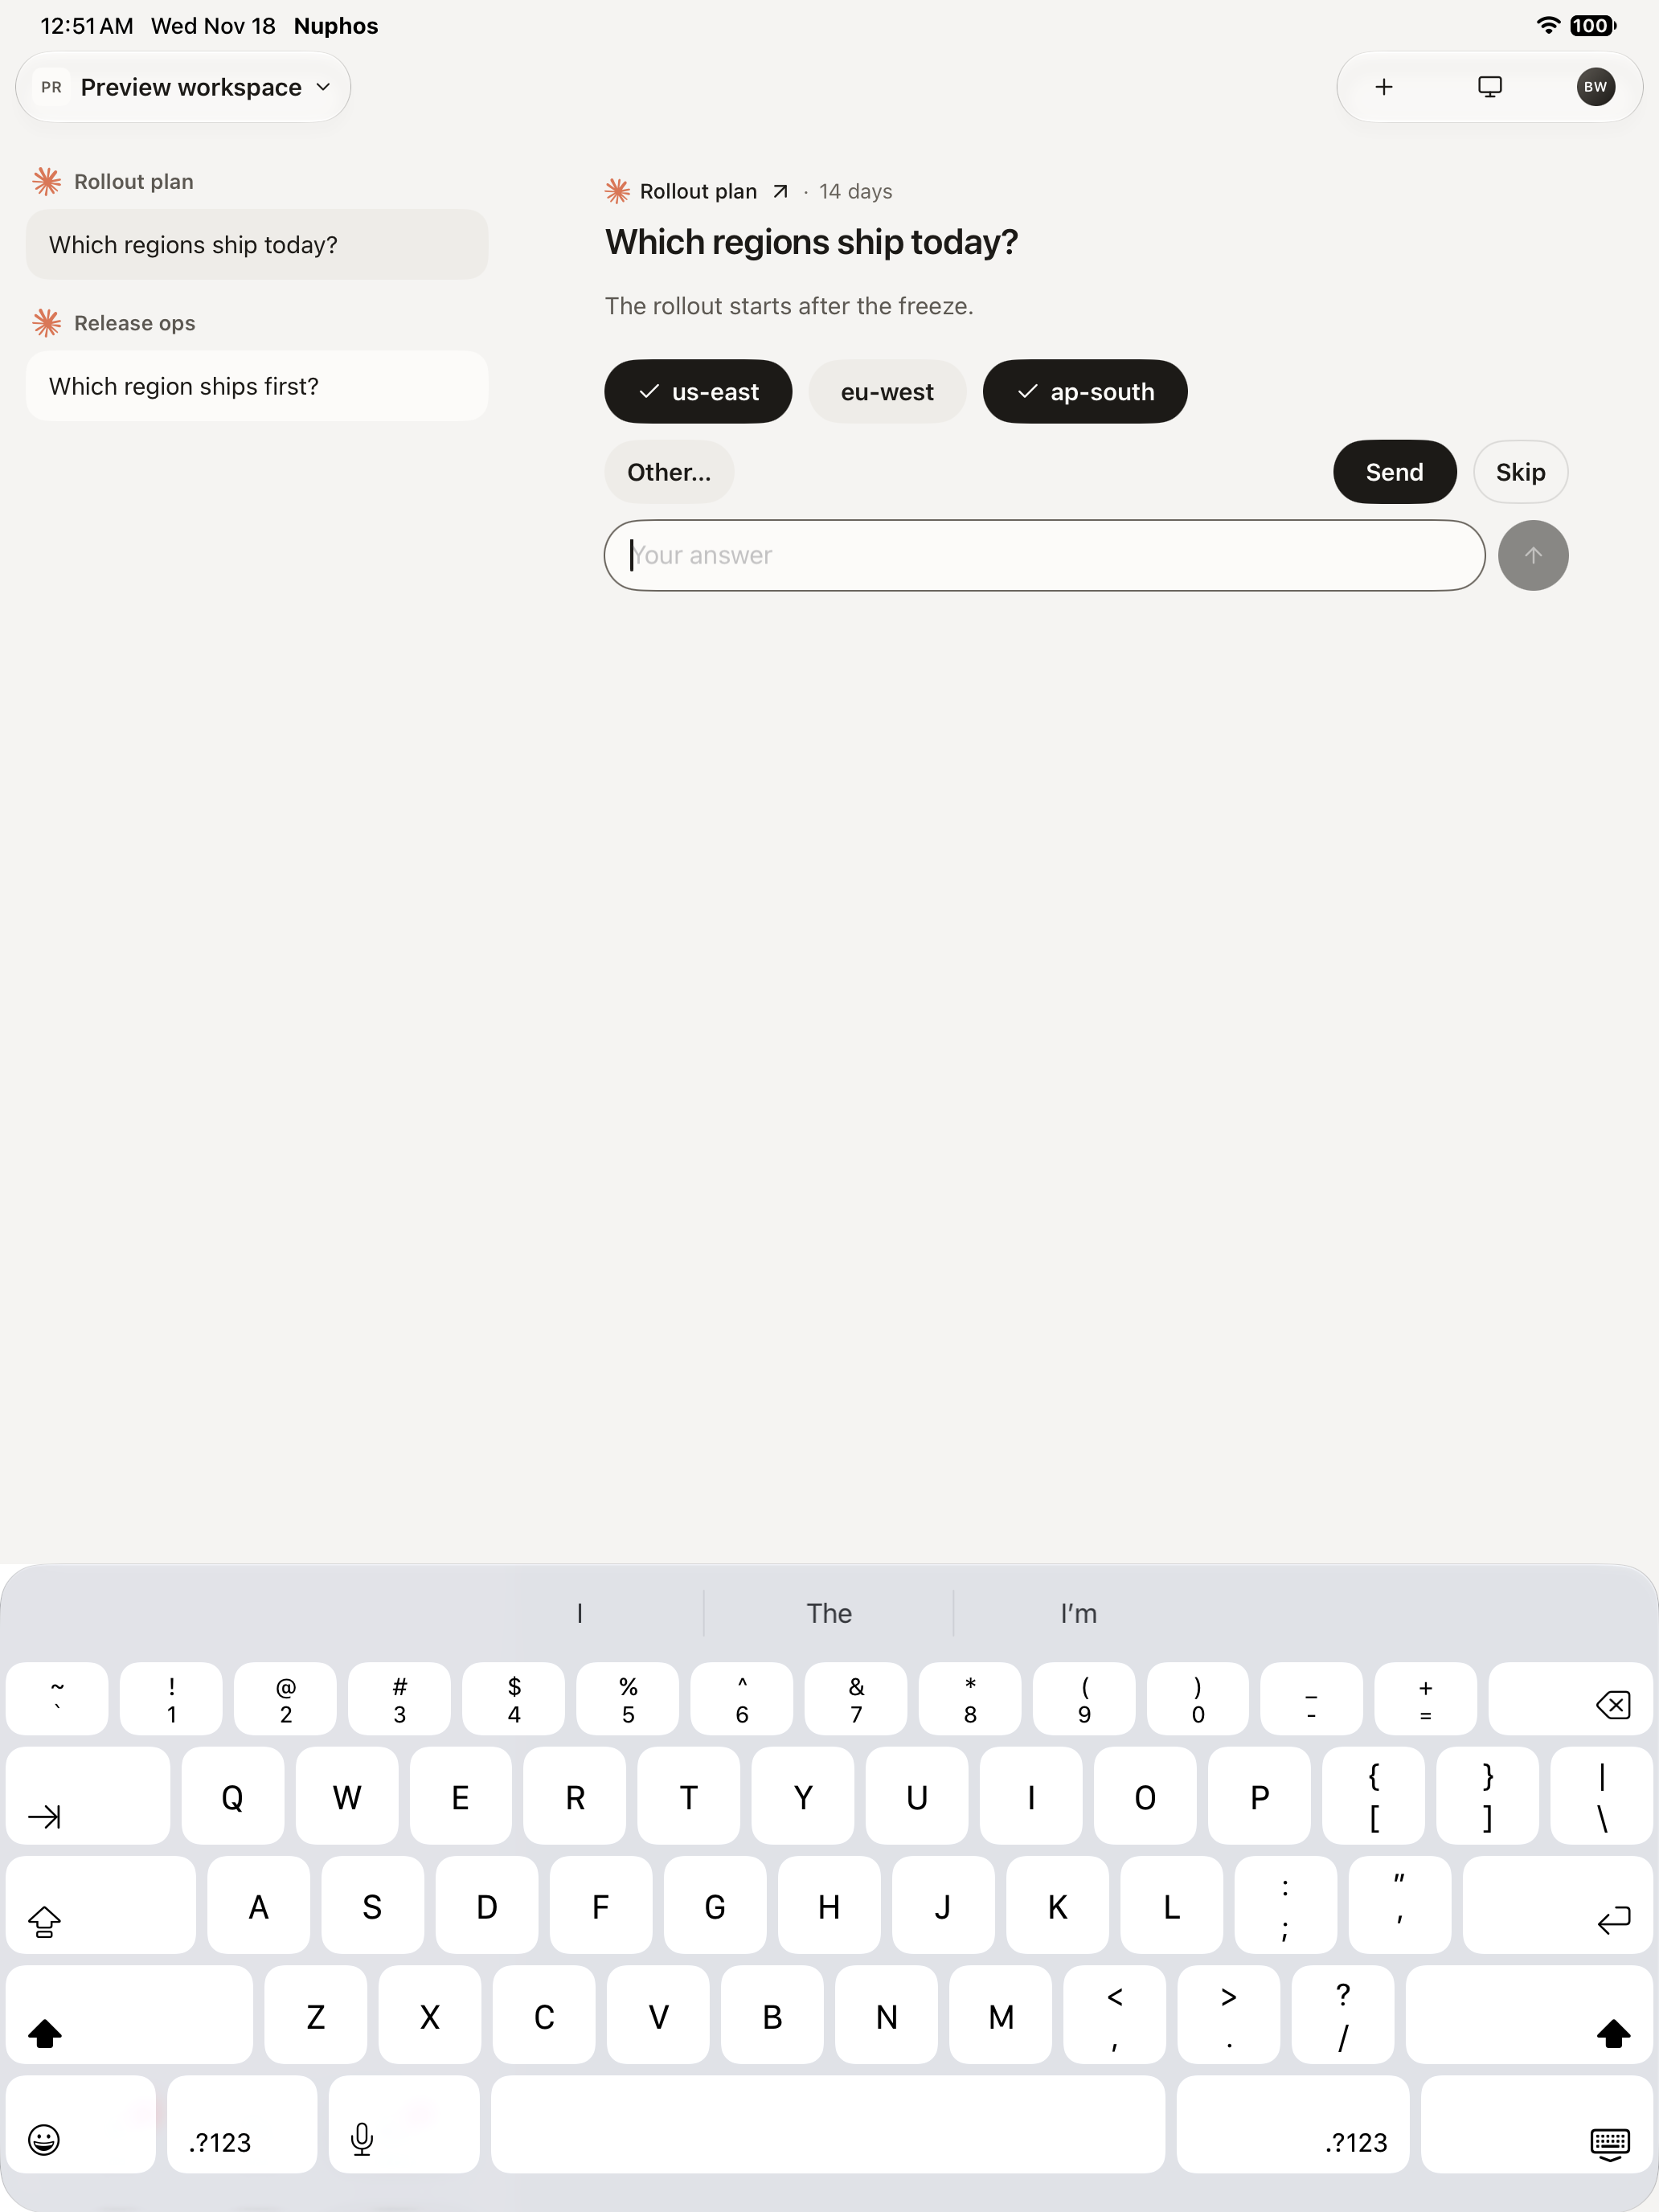 12:51 AM Wed Nov 18 Nuphos
100
PR Preview workspace
BW
Rollout plan
Which regions ship today?
Release ops
Which region ships first?
Rollout plan · 14 days
Which regions ship today?
The rollout starts after the freeze.
us-east eu-west ap-south
Other... Send Skip
Your answer
I The I’m
~ ! @ # $ % ^ & * ( ) _ +
` 1 2 3 4 5 6 7 8 9 0 - =
Q W E R T Y U I O P { } |
[ ] \
A S D F G H J K L : "
; '
Z X C V B N M < > ?
, . /
.?123 .?123